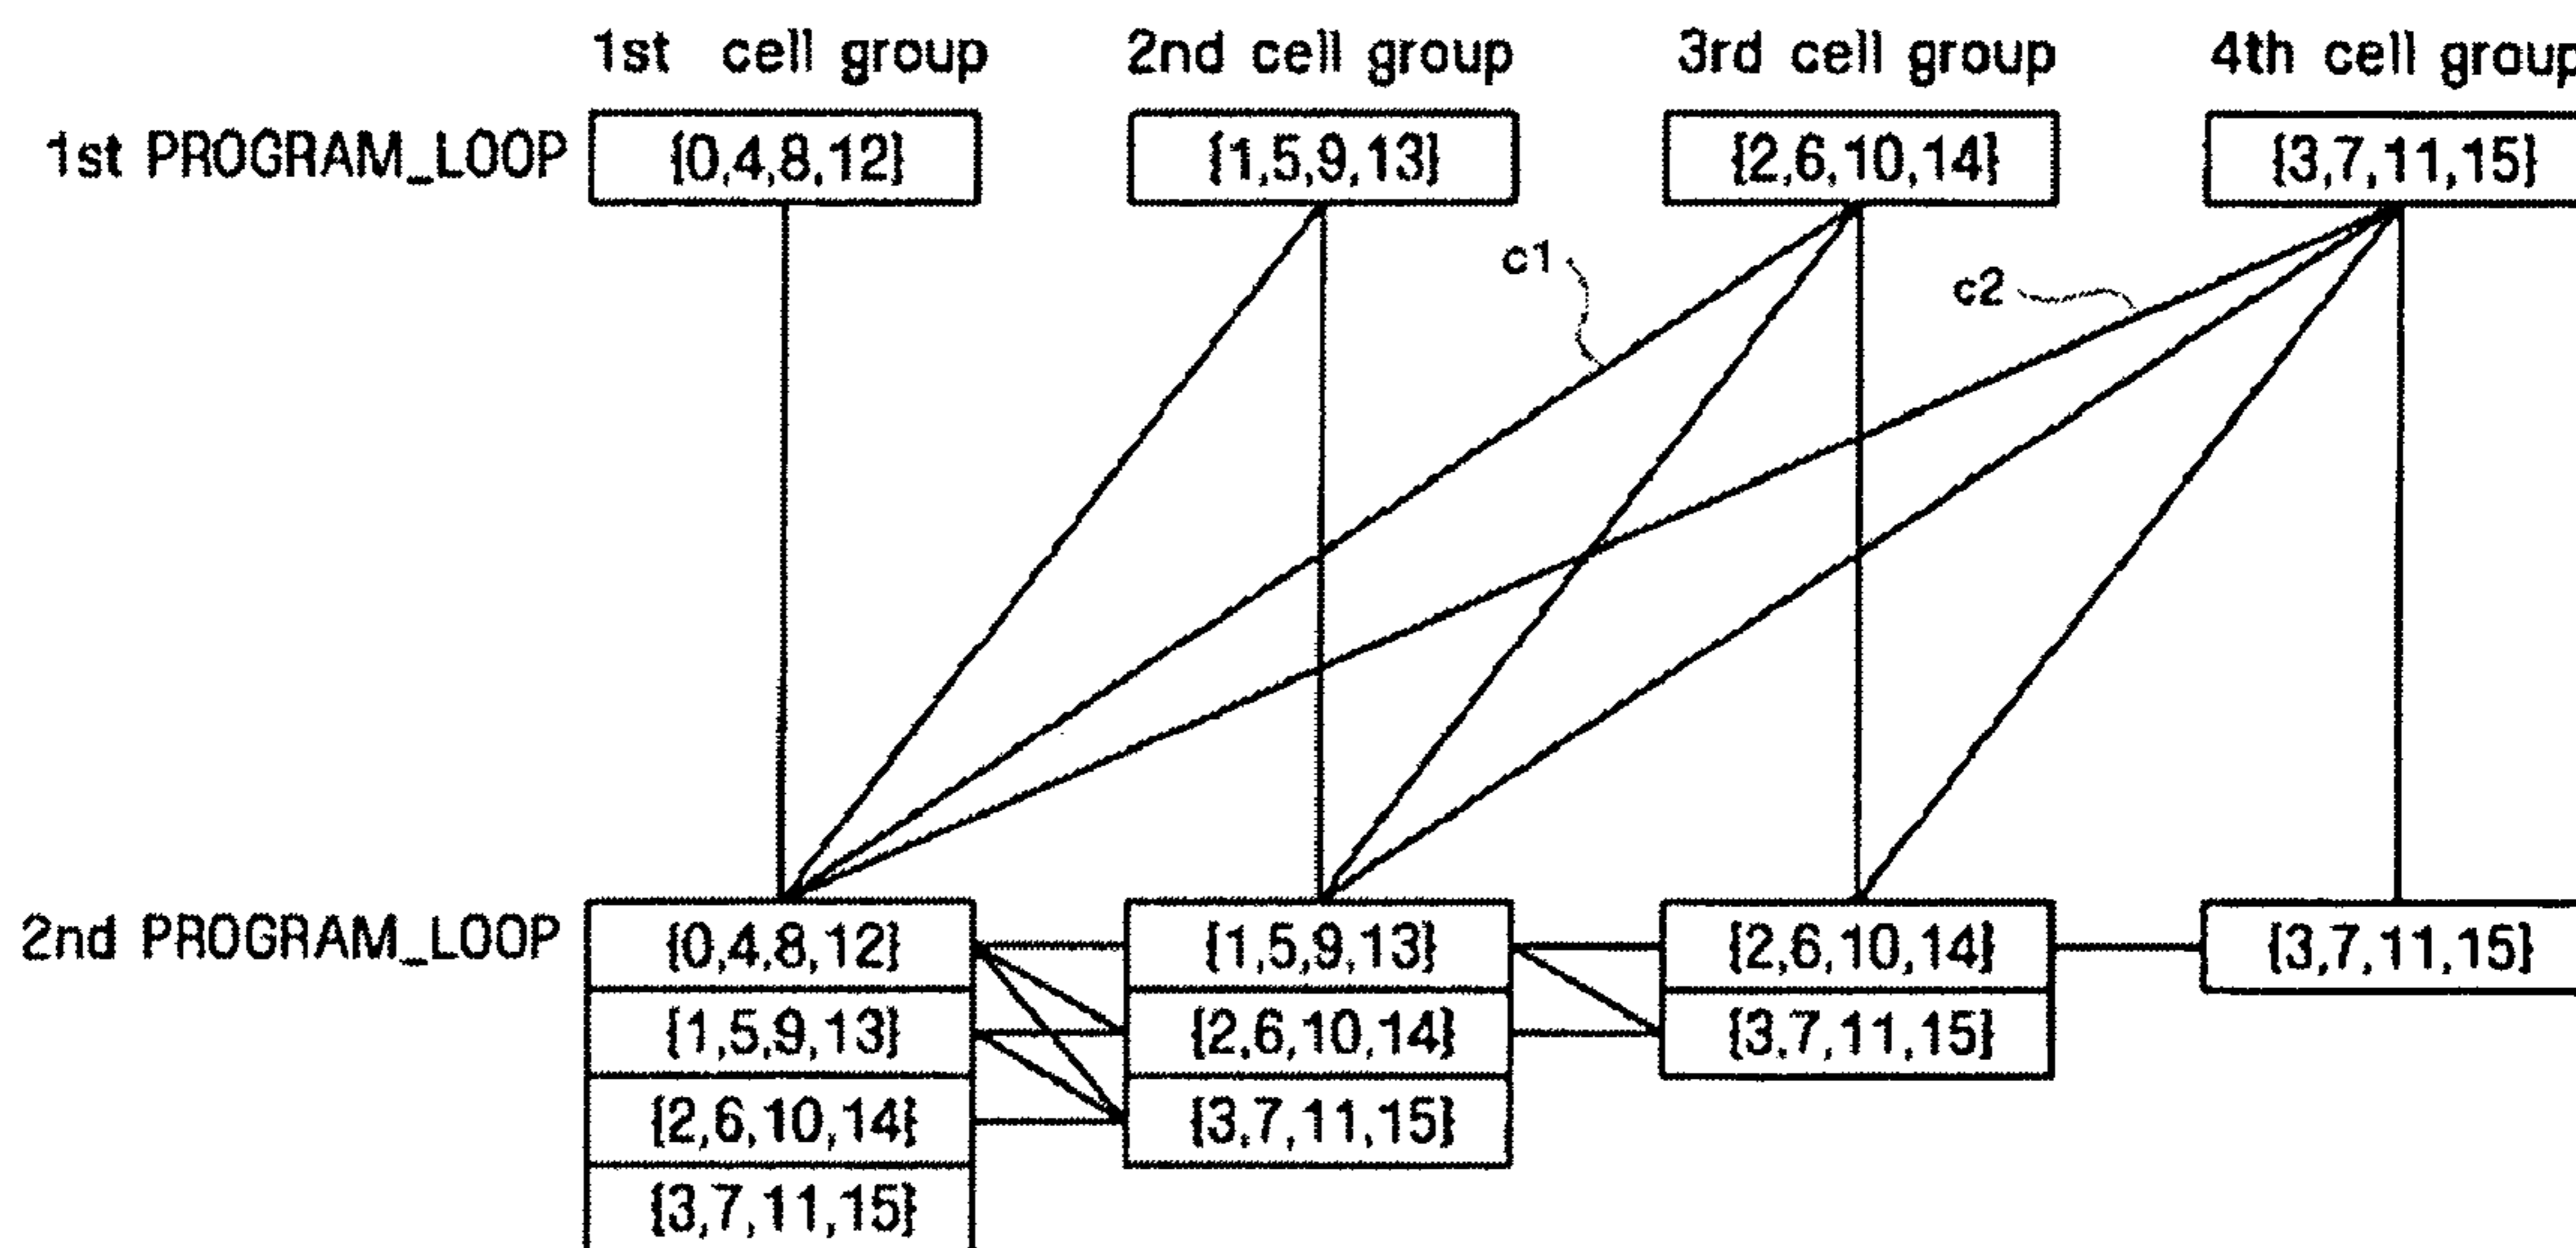 1st cell group 2nd cell group 3rd cell group 4th cell group
1st PROGRAM_LOOP {0,4,8,12} {1,5,9,13} {2,6,10,14} {3,7,11,15}
c1
c2
2nd PROGRAM_LOOP {0,4,8,12} {1,5,9,13} {2,6,10,14} {3,7,11,15}
{1,5,9,13} {2,6,10,14} {3,7,11,15}
{2,6,10,14} {3,7,11,15}
{3,7,11,15}